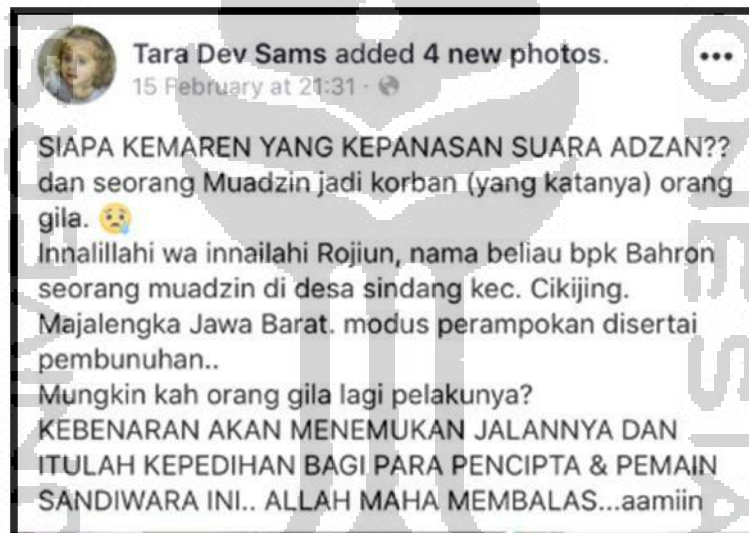 Tara Dev Sams added 4 new photos.
15 February at 21:31 ·
SIAPA KEMAREN YANG KEPANASAN SUARA ADZAN??
dan seorang Muadzin jadi korban (yang katanya) orang
gila. 😢
Innalillahi wa innailahi Rojiun, nama beliau bpk Bahron
seorang muadzin di desa sindang kec. Cikijing.
Majalengka Jawa Barat. modus perampokan disertai
pembunuhan..
Mungkin kah orang gila lagi pelakunya?
KEBENARAN AKAN MENEMUKAN JALANNYA DAN
ITULAH KEPEDIHAN BAGI PARA PENCIPTA & PEMAIN
SANDIWARA INI.. ALLAH MAHA MEMBALAS...aamiin